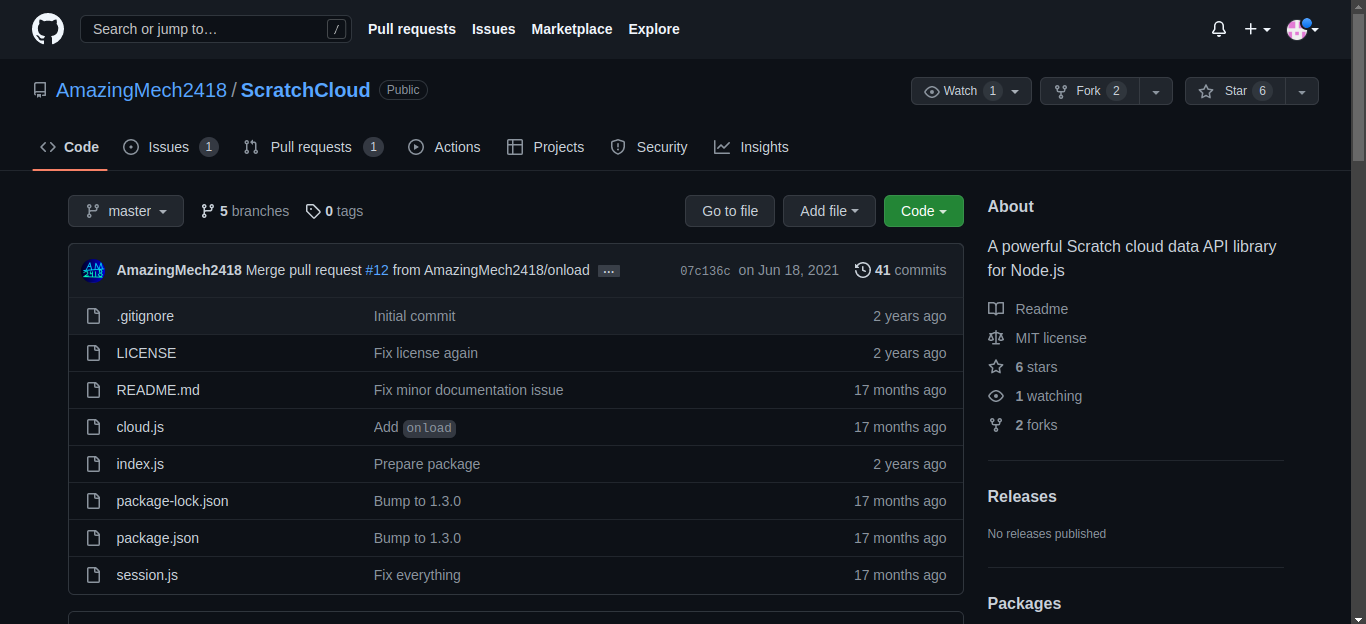 Search or jump to… / Pull requests Issues Marketplace Explore
AmazingMech2418 / ScratchCloud Public Watch 1 Fork 2 Star 6
Code Issues 1 Pull requests 1 Actions Projects Security Insights
master 5 branches 0 tags Go to file Add file Code
AmazingMech2418 Merge pull request #12 from AmazingMech2418/onload … 07c136c on Jun 18, 2021 41 commits
.gitignore Initial commit 2 years ago
LICENSE Fix license again 2 years ago
README.md Fix minor documentation issue 17 months ago
cloud.js Add onload 17 months ago
index.js Prepare package 2 years ago
package-lock.json Bump to 1.3.0 17 months ago
package.json Bump to 1.3.0 17 months ago
session.js Fix everything 17 months ago
About
A powerful Scratch cloud data API library
for Node.js
Readme
MIT license
6 stars
1 watching
2 forks
Releases
No releases published
Packages